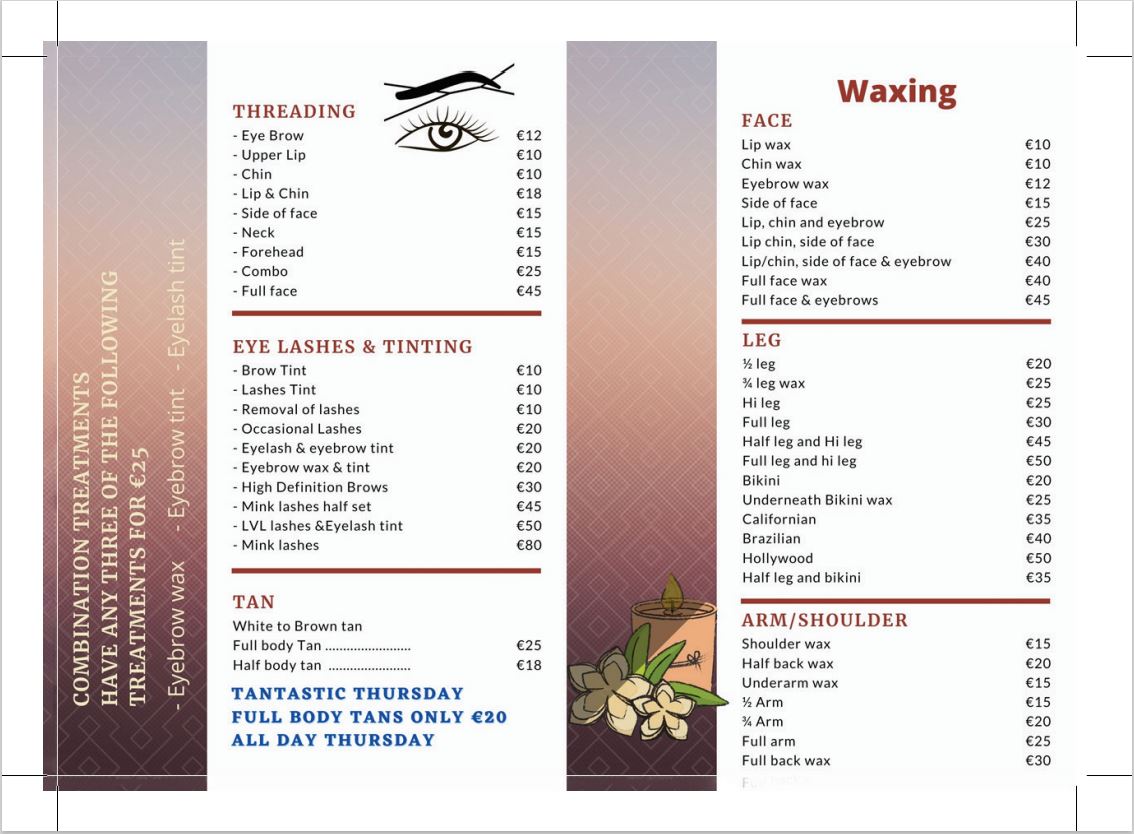 COMBINATION TREATMENTS
HAVE ANY THREE OF THE FOLLOWING
TREATMENTS FOR €25
- Eyebrow wax - Eyebrow tint - Eyelash tint
THREADING
- Eye Brow €12
- Upper Lip €10
- Chin €10
- Lip & Chin €18
- Side of face €15
- Neck €15
- Forehead €15
- Combo €25
- Full face €45
EYE LASHES & TINTING
- Brow Tint €10
- Lashes Tint €10
- Removal of lashes €10
- Occasional Lashes €20
- Eyelash & eyebrow tint €20
- Eyebrow wax & tint €20
- High Definition Brows €30
- Mink lashes half set €45
- LVL lashes &Eyelash tint €50
- Mink lashes €80
TAN
White to Brown tan
Full body Tan ........................ €25
Half body tan ....................... €18
TANTASTIC THURSDAY
FULL BODY TANS ONLY €20
ALL DAY THURSDAY
Waxing
FACE
Lip wax €10
Chin wax €10
Eyebrow wax €12
Side of face €15
Lip, chin and eyebrow €25
Lip chin, side of face €30
Lip/chin, side of face & eyebrow €40
Full face wax €40
Full face & eyebrows €45
LEG
½ leg €20
¾ leg wax €25
Hi leg €25
Full leg €30
Half leg and Hi leg €45
Full leg and hi leg €50
Bikini €20
Underneath Bikini wax €25
Californian €35
Brazilian €40
Hollywood €50
Half leg and bikini €35
ARM/SHOULDER
Shoulder wax €15
Half back wax €20
Underarm wax €15
½ Arm €15
¾ Arm €20
Full arm €25
Full back wax €30